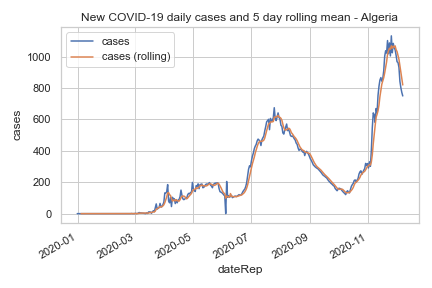 New COVID-19 daily cases and 5 day rolling mean - Algeria
cases
cases (rolling)
1000
800
600
400
200
0
cases
2020-01
2020-03
2020-05
2020-07
2020-09
2020-11
dateRep